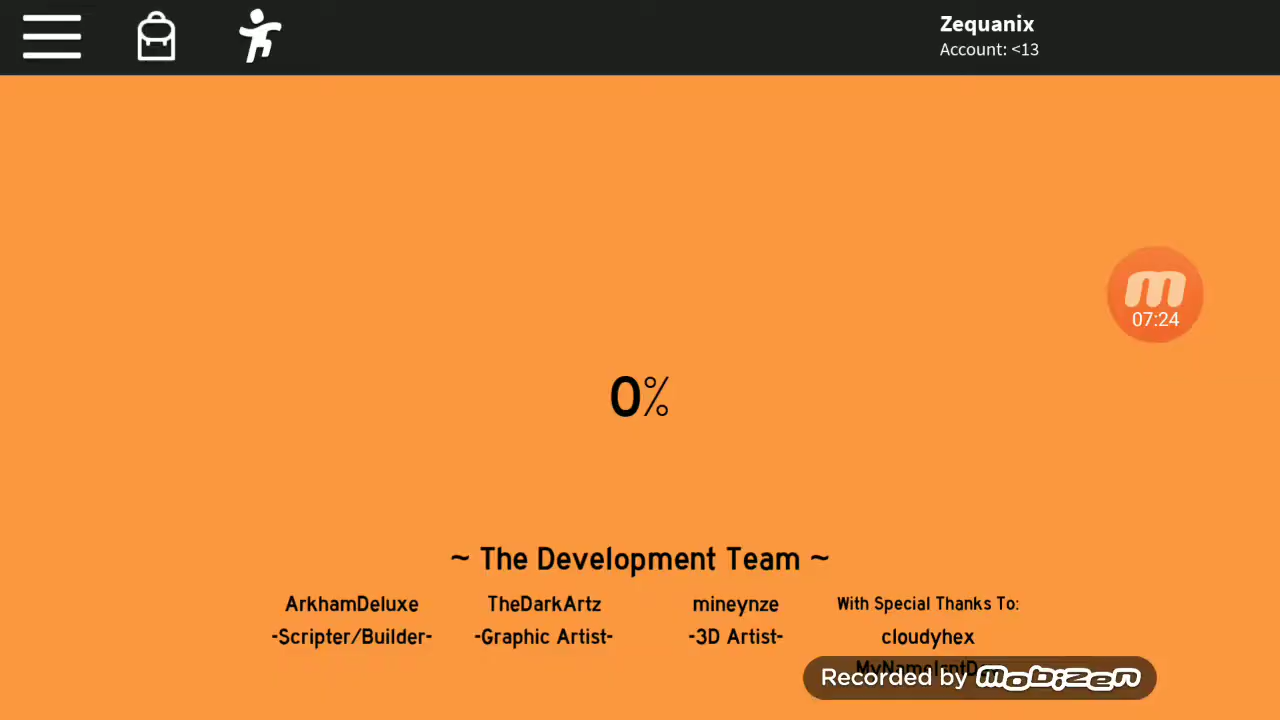 Zequanix
Account: <13
m
07:24
0%
~ The Development Team ~
ArkhamDeluxe
TheDarkArtz
mineynze
With Special Thanks To:
-Scripter/Builder-
-Graphic Artist-
-3D Artist-
cloudyhex
Recorded by mobizen